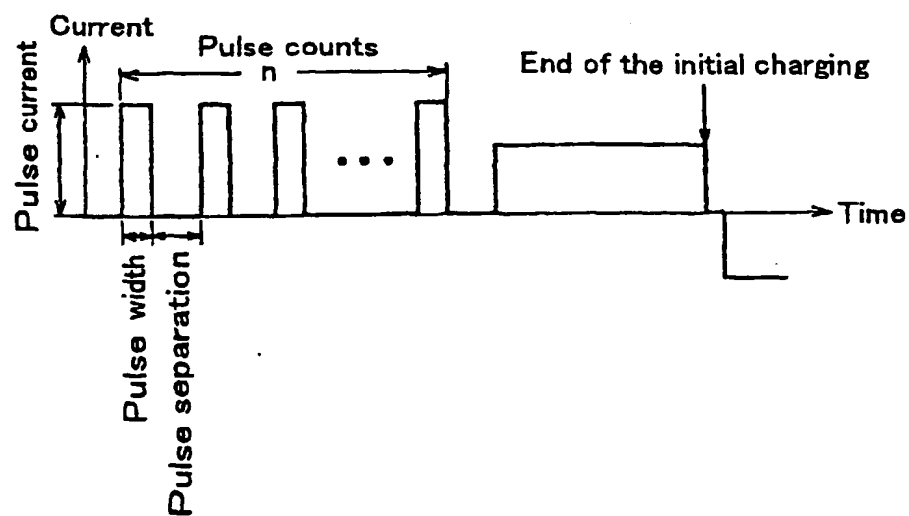 Current
Pulse counts
n
End of the initial charging
Pulse current
Time
Pulse width
Pulse separation